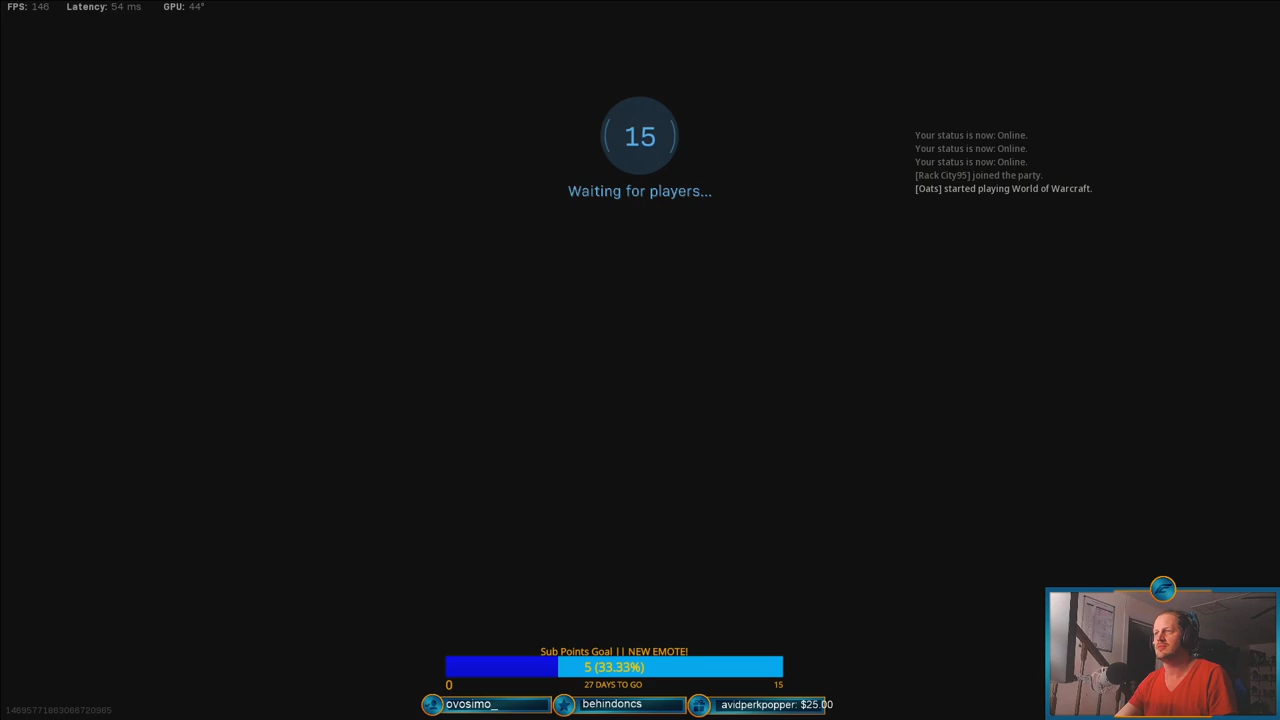 FPS: 146 Latency: 54 ms GPU: 44°
15
Waiting for players...
Your status is now: Online.
Your status is now: Online.
Your status is now: Online.
[Rack City95] joined the party.
[Oats] started playing World of Warcraft.
Sub Points Goal || NEW EMOTE!
5 (33.33%)
0 27 DAYS TO GO 15
ovosimo_ behindoncs avidperkpopper: $25.00
14695771863066720985